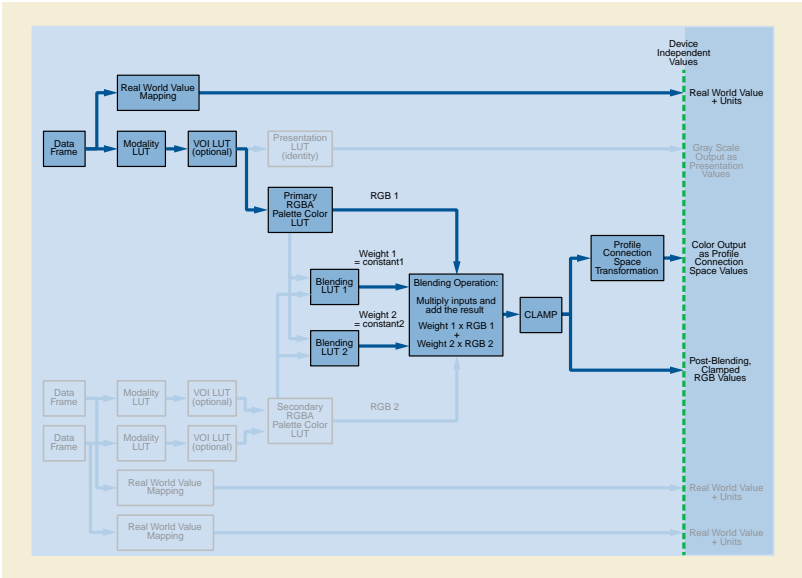 Device
Independent
Values
Real World Value
Mapping
Real World Value
+ Units
Data
Frame
Modality
LUT
VOI LUT
(optional)
Presentation
LUT
(identity)
Gray Scale
Output as
Presentation
Values
Primary
RGBA
Palette Color
LUT
RGB 1
Weight 1
= constant1
Blending
LUT 1
Weight 2
= constant2
Blending
LUT 2
Blending Operation:
Multiply inputs and
add the result
Weight 1 x RGB 1
+
Weight 2 x RGB 2
CLAMP
Profile
Connection
Space
Transformation
Color Output
as Profile
Connection
Space Values
Post-Blending,
Clamped
RGB Values
Data
Frame
Modality
LUT
VOI LUT
(optional)
Secondary
RGBA
Palette Color
LUT
RGB 2
Data
Frame
Modality
LUT
VOI LUT
(optional)
Real World Value
Mapping
Real World Value
+ Units
Real World Value
Mapping
Real World Value
+ Units